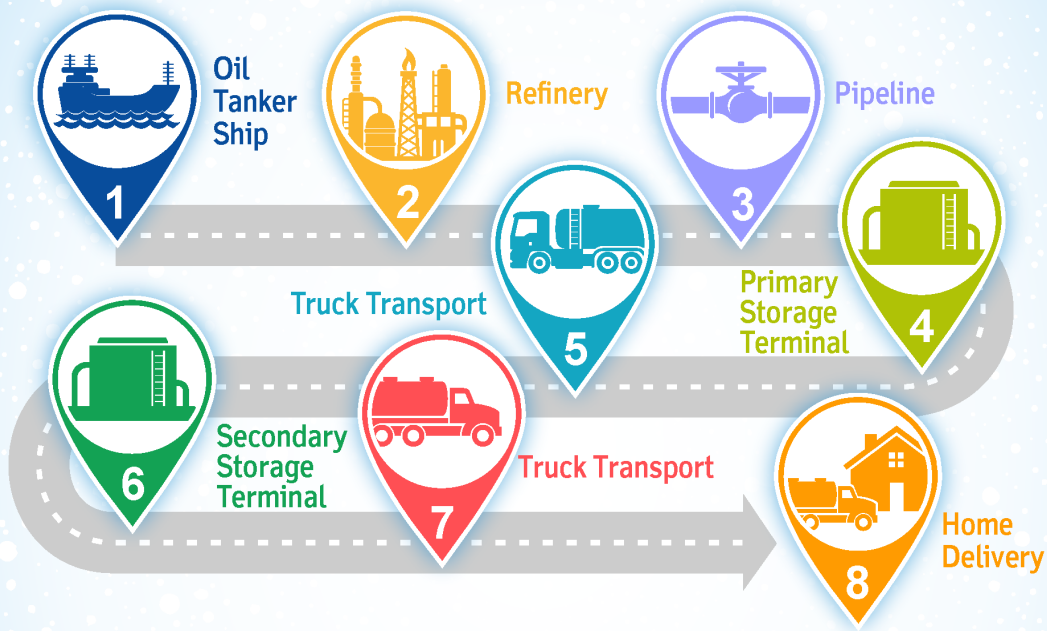 Oil
Tanker
Ship
1
Refinery
2
Pipeline
3
Primary
Storage
Terminal
4
Truck Transport
5
Secondary
Storage
Terminal
6
Truck Transport
7
Home
Delivery
8